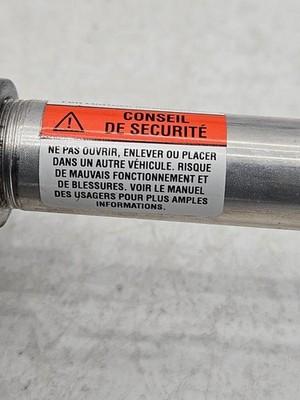 CONSEIL
DE SECURITÉ
NE PAS OUVRIR, ENLEVER OU PLACER
DANS UN AUTRE VÉHICULE. RISQUE
DE MAUVAIS FONCTIONNEMENT ET
DE BLESSURES. VOIR LE MANUEL
DES USAGERS POUR PLUS AMPLES
INFORMATIONS.